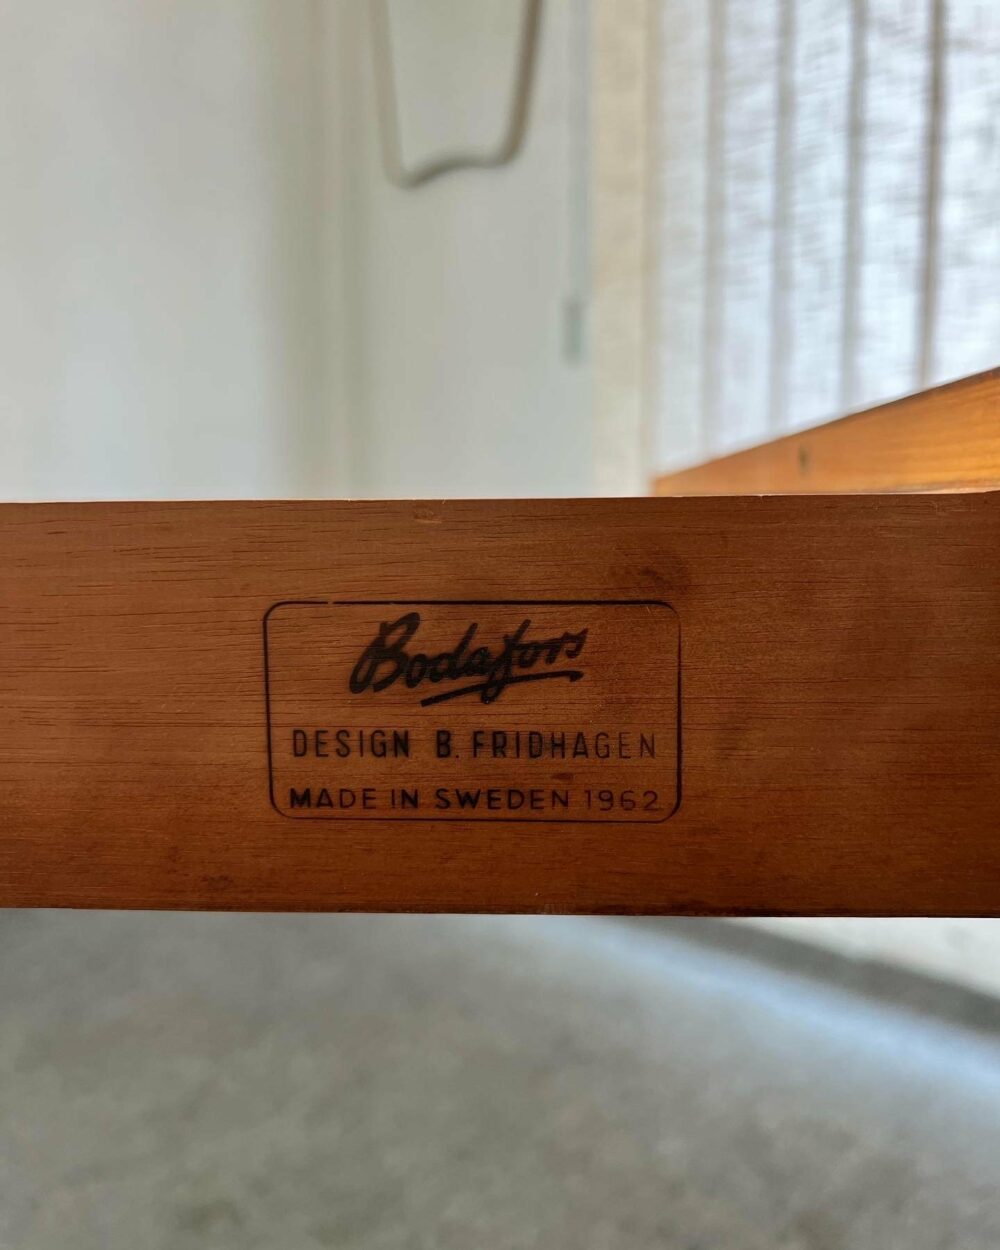 Bodafors
DESIGN B. FRIDHAGEN
MADE IN SWEDEN 1962